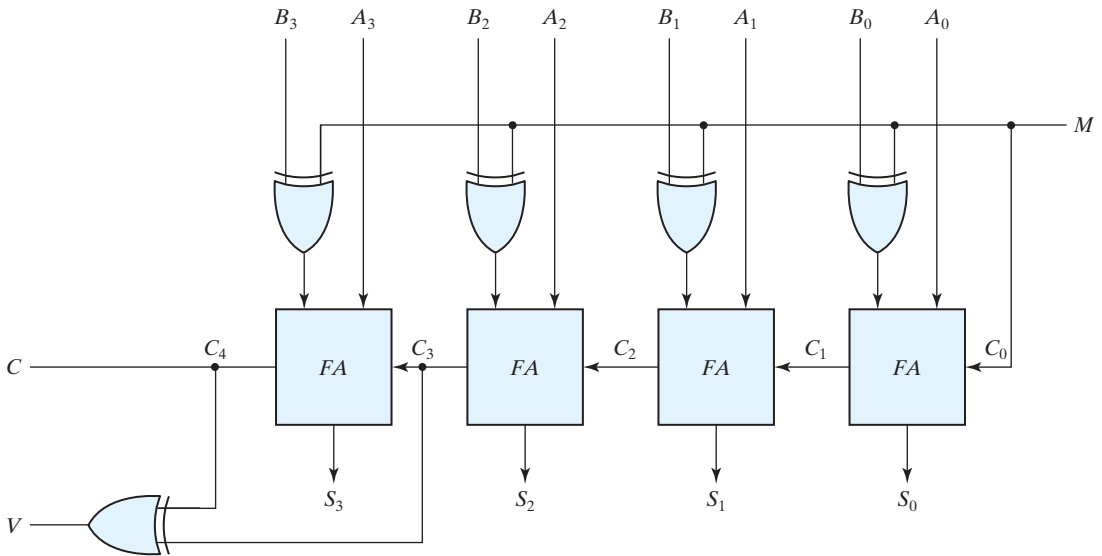 B₃ A₃ B₂ A₂ B₁ A₁ B₀ A₀
M
C C₄ FA C₃ FA C₂ FA C₁ FA C₀
S₃ S₂ S₁ S₀
V